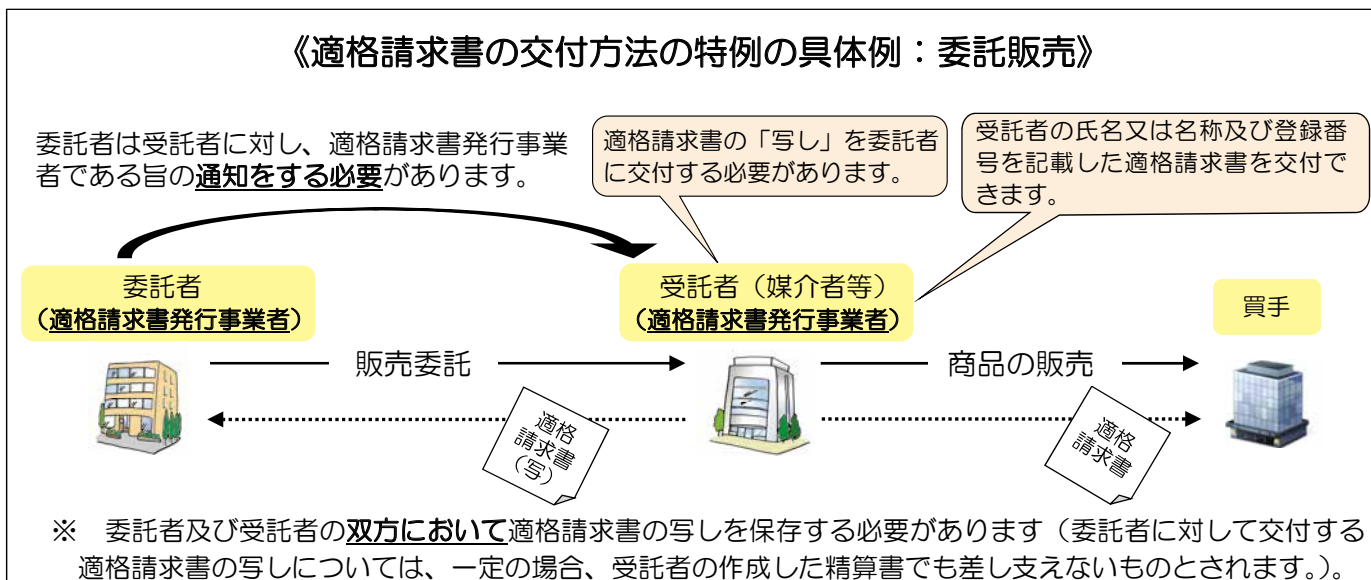 《適格請求書の交付方法の特例の具体例：委託販売》
委託者は受託者に対し、適格請求書発行事業
者である旨の通知をする必要があります。
適格請求書の「写し」を委託者
に交付する必要があります。
受託者の氏名又は名称及び登録番
号を記載した適格請求書を交付で
きます。
委託者
（適格請求書発行事業者）
受託者（媒介者等）
（適格請求書発行事業者）
買手
販売委託
商品の販売
適格
請求書
（写）
適格
請求書
※　委託者及び受託者の双方において適格請求書の写しを保存する必要があります（委託者に対して交付する
適格請求書の写しについては、一定の場合、受託者の作成した精算書でも差し支えないものとされます。）。